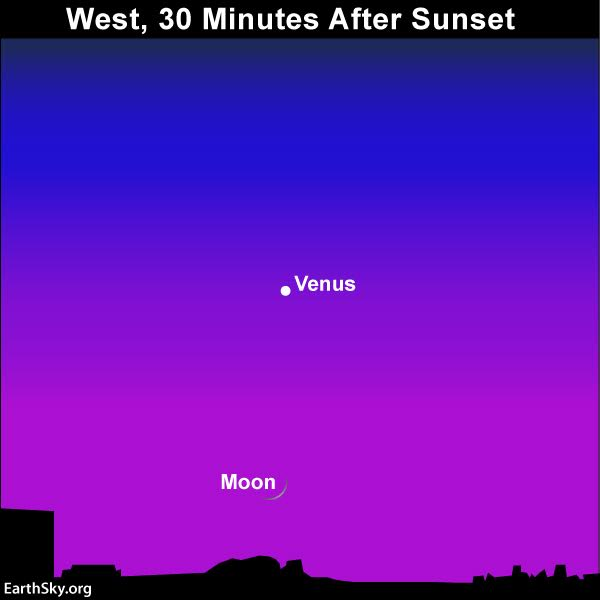 West, 30 Minutes After Sunset
Venus
Moon
EarthSky.org